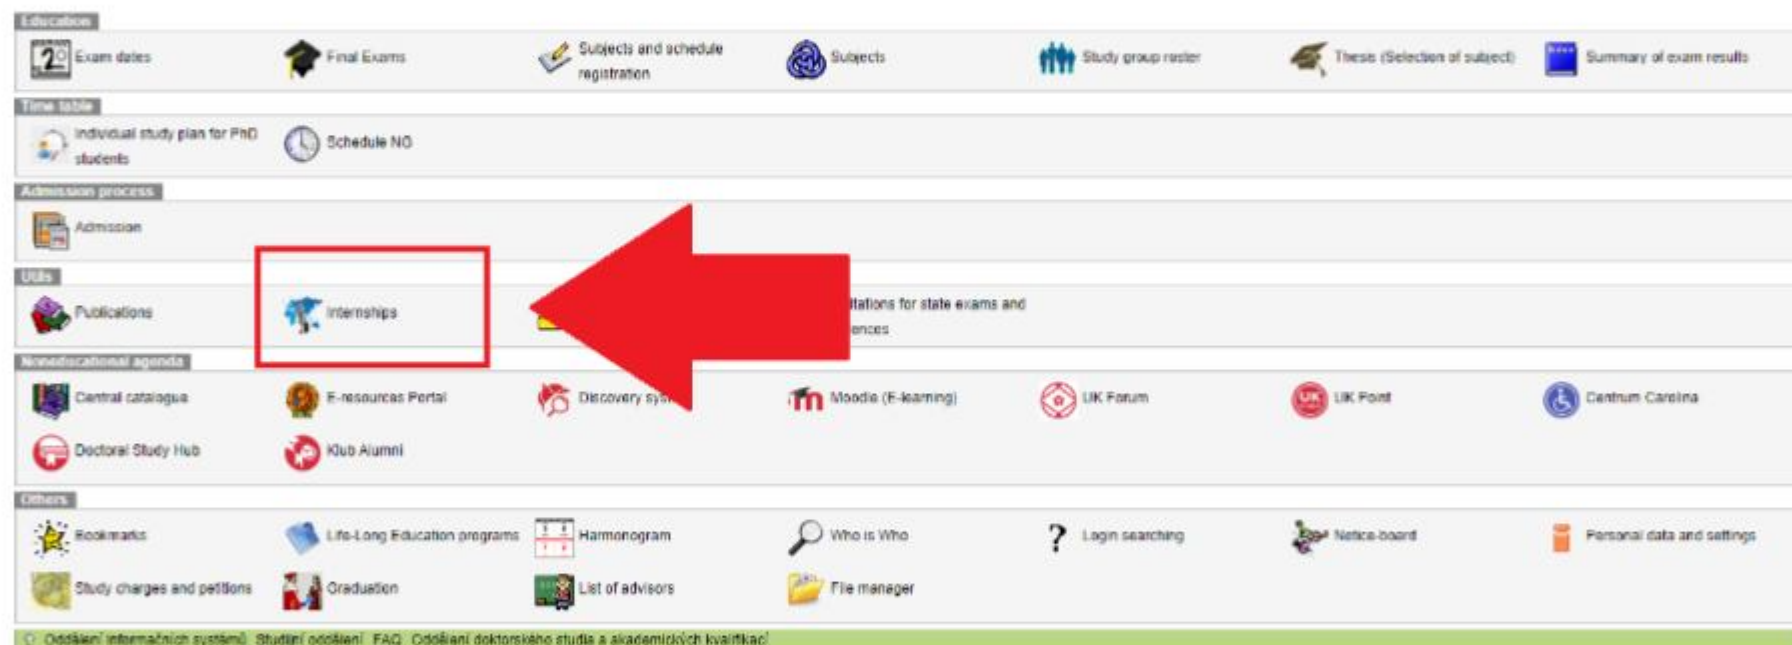 Education
Exam dates
Final Exams
Subjects and schedule
registration
Subjects
Study group roster
Thesis (Selection of subject)
Summary of exam results
Time table
Individual study plan for PhD
students
Schedule NG
Admission process
Admission
Utils
Publications
Internships
itations for state exams and
ences
Noneducational agenda
Central catalogue
E-resources Portal
Discovery sys
Moodle (E-learning)
UK Forum
UK Point
Centrum Carolina
Doctoral Study Hub
Klub Alumni
Others
Bookmarks
Life-Long Education programs
Harmonogram
Who is Who
Login searching
Notice-board
Personal data and settings
Study charges and petitions
Graduation
List of advisors
File manager
Oddělení informačních systémů Studijní oddělení FAQ Oddělení doktorského studia a akademických kvalifikací